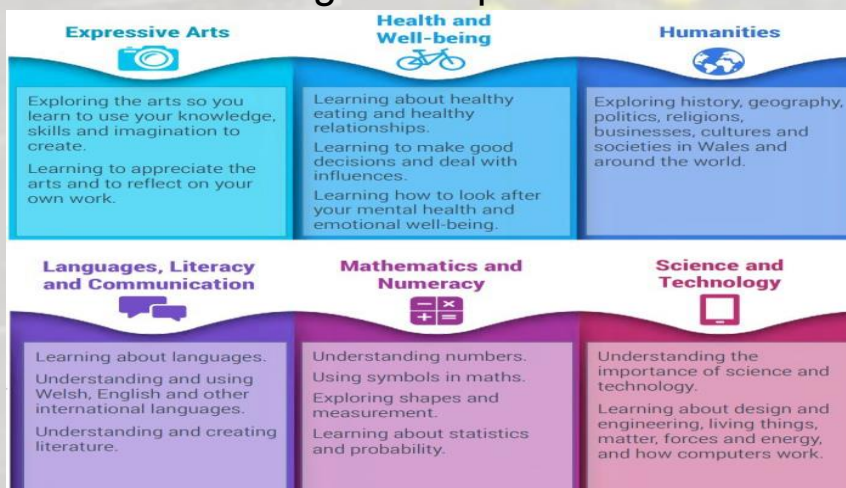 Expressive Arts
Exploring the arts so you
learn to use your knowledge,
skills and imagination to
create.
Learning to appreciate the
arts and to reflect on your
own work.
Health and
Well-being
Learning about healthy
eating and healthy
relationships.
Learning to make good
decisions and deal with
influences.
Learning how to look after
your mental health and
emotional well-being.
Humanities
Exploring history, geography,
politics, religions,
businesses, cultures and
societies in Wales and
around the world.
Languages, Literacy
and Communication
Learning about languages.
Understanding and using
Welsh, English and other
international languages.
Understanding and creating
literature.
Mathematics and
Numeracy
Understanding numbers.
Using symbols in maths.
Exploring shapes and
measurement.
Learning about statistics
and probability.
Science and
Technology
Understanding the
importance of science and
technology.
Learning about design and
engineering, living things,
matter, forces and energy,
and how computers work.